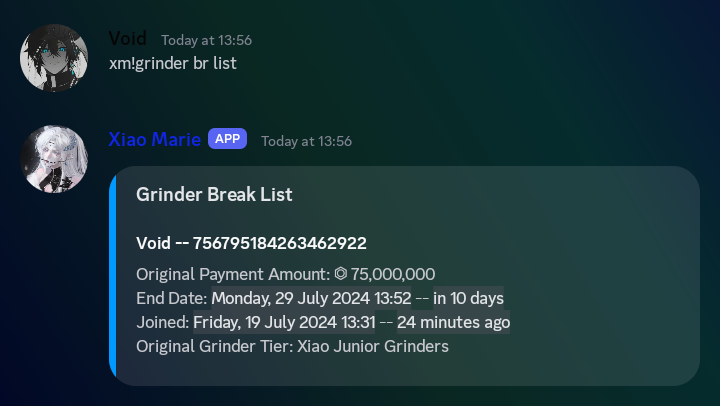 Void Today at 13:56
xm!grinder br list
Xiao Marie APP Today at 13:56
Grinder Break List
Void -- 756795184263462922
Original Payment Amount: ⏣ 75,000,000
End Date: Monday, 29 July 2024 13:52 -- in 10 days
Joined: Friday, 19 July 2024 13:31 -- 24 minutes ago
Original Grinder Tier: Xiao Junior Grinders